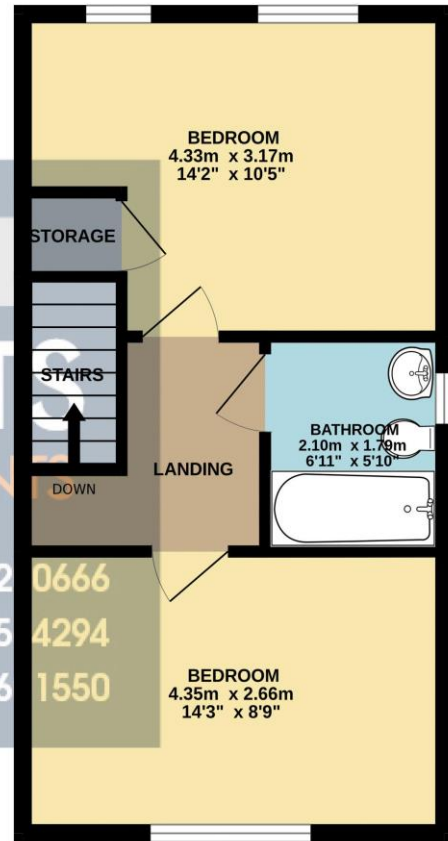 BEDROOM
4.33m x 3.17m
14'2" x 10'5"
STORAGE
STAIRS
BATHROOM
2.10m x 1.79m
6'11" x 5'10"
LANDING
DOWN
0666
4294
1550
BEDROOM
4.35m x 2.66m
14'3" x 8'9"